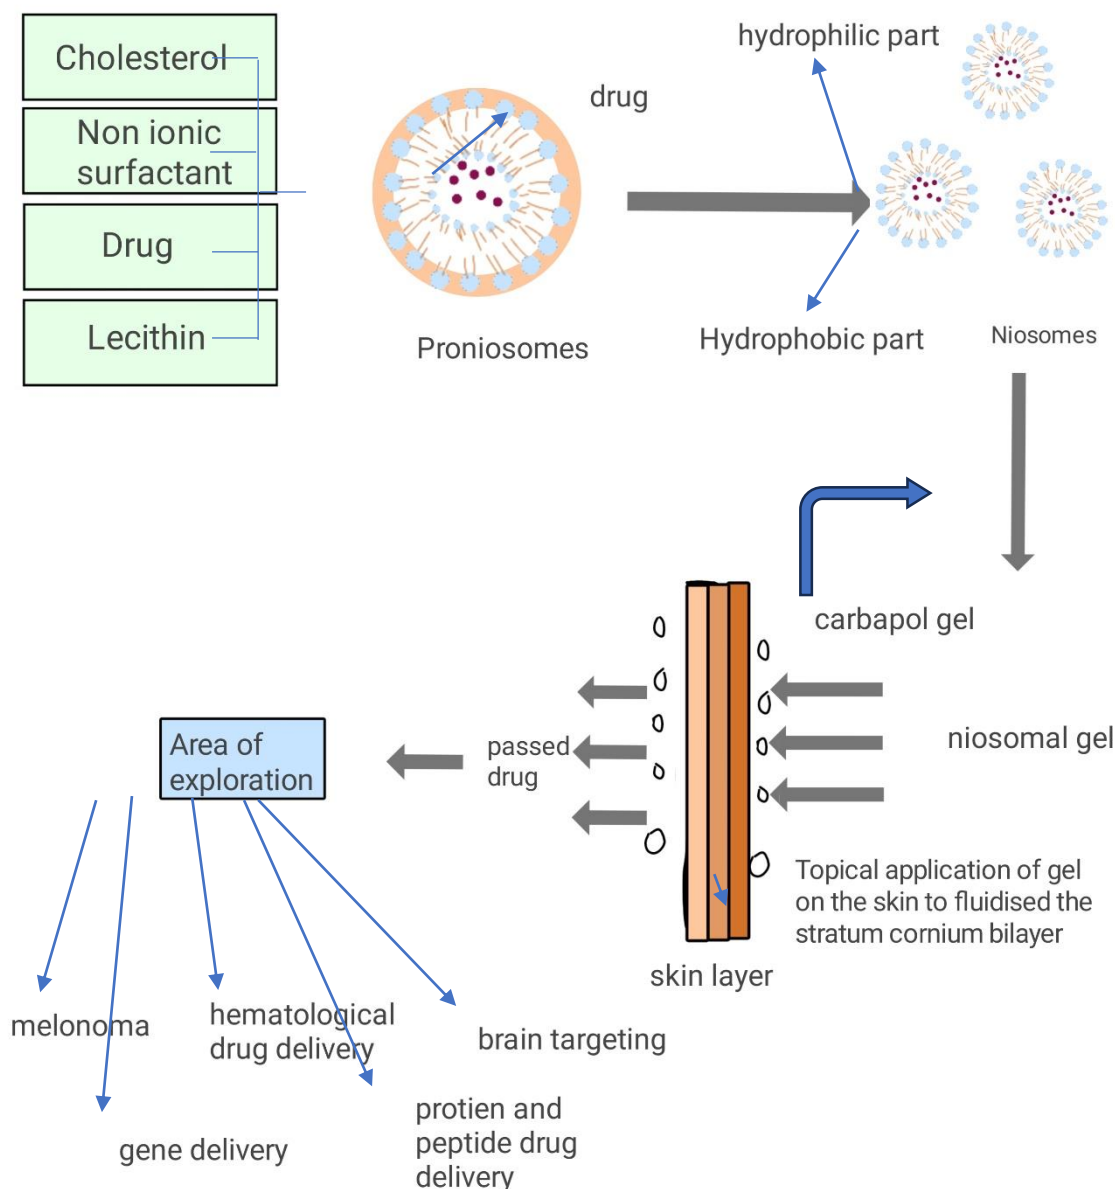 Cholesterol
Non ionic
surfactant
Drug
Lecithin
Proniosomes
drug
hydrophilic part
Hydrophobic part
Niosomes
carbapol gel
niosomal gel
Topical application of gel
on the skin to fluidised the
stratum cornium bilayer
skin layer
passed
drug
Area of
exploration
melonoma
gene delivery
hematological
drug delivery
protien and
peptide drug
delivery
brain targeting